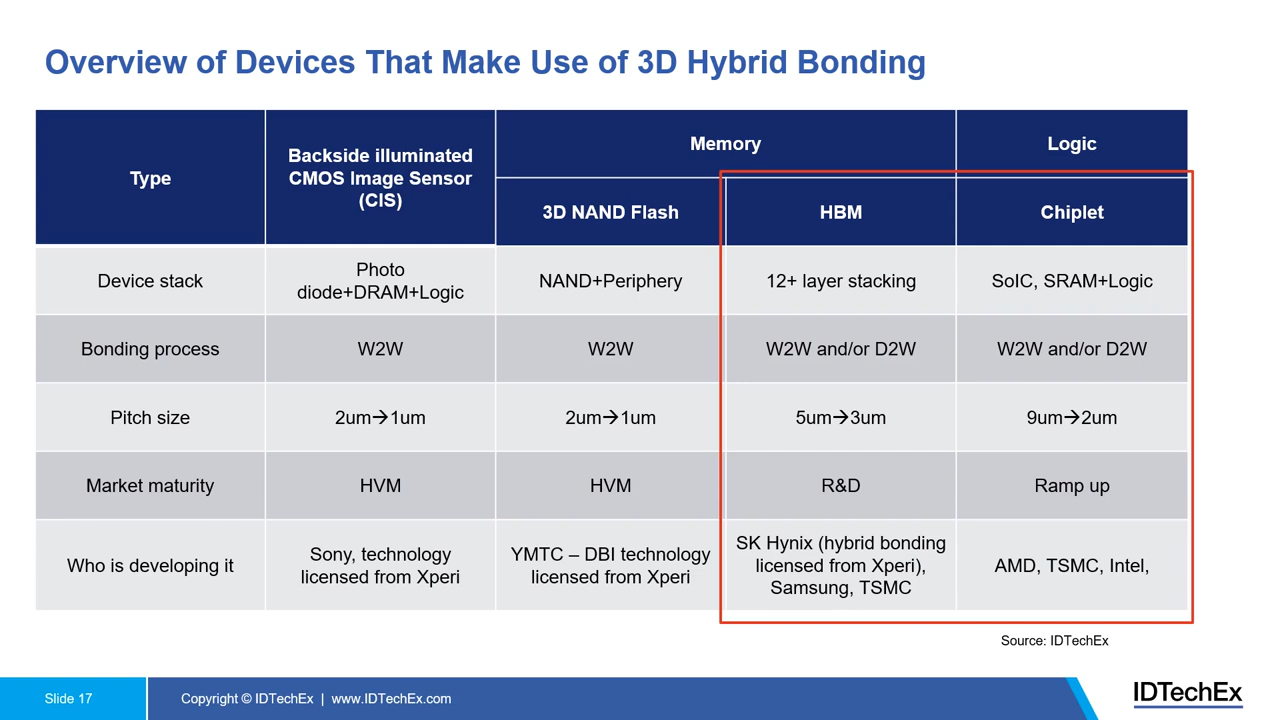 Overview of Devices That Make Use of 3D Hybrid Bonding
Type
Backside illuminated
CMOS Image Sensor
(CIS)
Memory
Logic
3D NAND Flash
HBM
Chiplet
Device stack
Photo
diode+DRAM+Logic
NAND+Periphery
12+ layer stacking
SoIC, SRAM+Logic
Bonding process
W2W
W2W
W2W and/or D2W
W2W and/or D2W
Pitch size
2um→1um
2um→1um
5um→3um
9um→2um
Market maturity
HVM
HVM
R&D
Ramp up
Who is developing it
Sony, technology
licensed from Xperi
YMTC – DBI technology
licensed from Xperi
SK Hynix (hybrid bonding
licensed from Xperi),
Samsung, TSMC
AMD, TSMC, Intel,
Source: IDTechEx
Slide 17
Copyright © IDTechEx | www.IDTechEx.com
IDTechEx